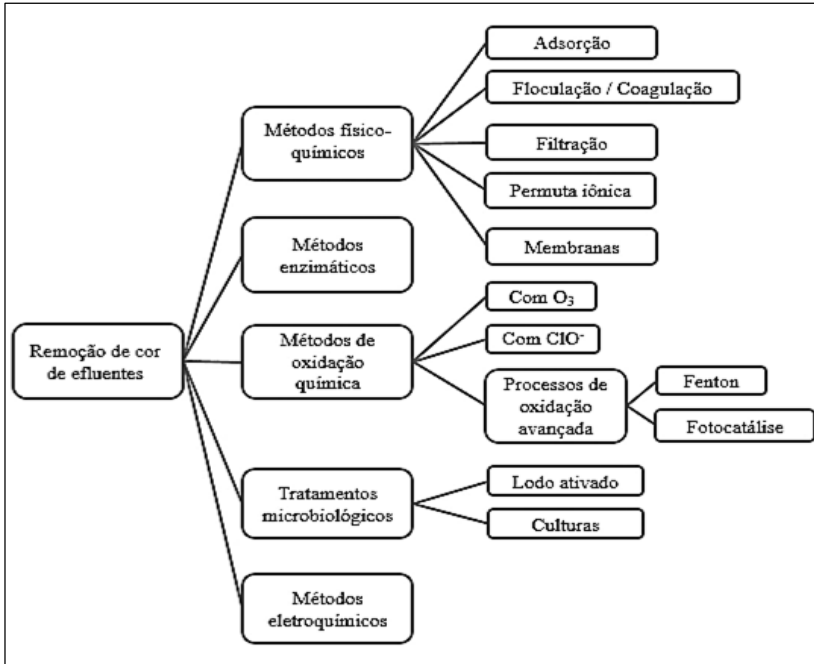 Remoção de cor
de efluentes
Métodos físico-
químicos
Adsorção
Floculação / Coagulação
Filtração
Permuta iônica
Membranas
Métodos
enzimáticos
Métodos de
oxidação
química
Com O₃
Com ClO⁻
Processos de
oxidação
avançada
Fenton
Fotocatálise
Tratamentos
microbiológicos
Lodo ativado
Culturas
Métodos
eletroquímicos